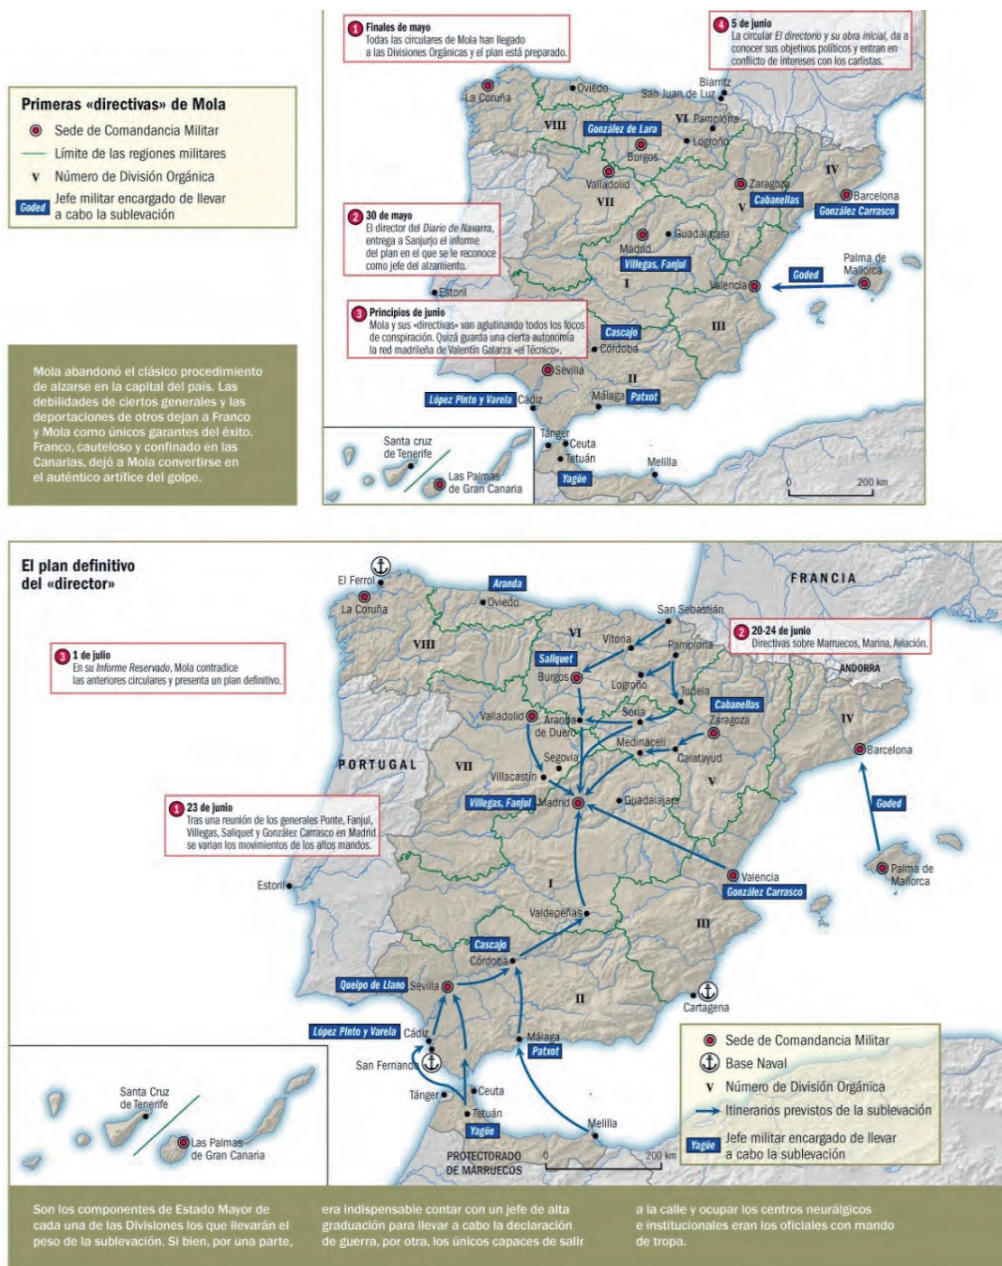 1 Finales de mayo
Todas las circulares de Mola han llegado
a las Divisiones Orgánicas y el plan está preparado.
4 5 de junio
La circular El directorio y su obra inicial, da a
conocer sus objetivos políticos y entran en
conflicto de intereses con los carlistas.
Primeras «directivas» de Mola
Sede de Comandancia Militar
Límite de las regiones militares
V Número de División Orgánica
Goded Jefe militar encargado de llevar
a cabo la sublevación
La Coruña
Oviedo
Biarritz
San Juan de Luz
VIII
VI
Pamplona
González de Lara
Logroño
Burgos
IV
Valladolid
VII
Zaragoza
V
Cabanellas
Barcelona
González Carrasco
2 30 de mayo
El director del Diario de Navarra,
entrega a Sanjurjo el informe
del plan en el que se le reconoce
como jefe del alzamiento.
Guadalajara
Madrid
Villegas, Fanjul
I
Palma de
Mallorca
Goded
Valencia
Estoril
3 Principios de junio
Mola y sus «directivas» van aglutinando todos los focos
de conspiración. Quizá guarda una cierta autonomía
la red madrileña de Valentín Galarza «el Técnico».
III
Cascajo
Córdoba
Sevilla
II
López Pinto y Varela
Cádiz
Málaga
Patxot
Tánger
Ceuta
Tetuán
Yagüe
Melilla
Santa cruz
de Tenerife
Las Palmas
de Gran Canaria
0 200 km
Mola abandonó el clásico procedimiento
de alzarse en la capital del país. Las
debilidades de ciertos generales y las
deportaciones de otros dejan a Franco
y Mola como únicos garantes del éxito.
Franco, cauteloso y confinado en las
Canarias, dejó a Mola convertirse en
el auténtico artífice del golpe.
El plan definitivo
del «director»
El Ferrol
La Coruña
Aranda
Oviedo
San Sebastián
FRANCIA
2 20-24 de junio
Directivas sobre Marruecos, Marina, Aviación.
ANDORRA
3 1 de julio
En su Informe Reservado, Mola contradice
las anteriores circulares y presenta un plan definitivo.
VIII
VI
Vitoria
Pamplona
Saliquet
Burgos
Logroño
Tudela
Cabanellas
Zaragoza
IV
Valladolid
Aranda
de Duero
Soria
Medinaceli
Calatayud
Barcelona
PORTUGAL
VII
Segovia
Villacastín
V
Villegas, Fanjul
Madrid
Guadalajara
Goded
1 23 de junio
Tras una reunión de los generales Ponte, Fanjul,
Villegas, Saliquet y González Carrasco en Madrid
se varían los movimientos de los altos mandos.
Palma de
Mallorca
Valencia
González Carrasco
Estoril
I
Valdepeñas
III
Cascajo
Córdoba
Queipo de Llano
Sevilla
II
Cartagena
López Pinto y Varela
Cádiz
San Fernando
Málaga
Patxot
Tánger
Ceuta
Tetuán
Yagüe
Melilla
PROTECTORADO
DE MARRUECOS
0 200 km
Santa Cruz
de Tenerife
Las Palmas
de Gran Canaria
Sede de Comandancia Militar
Base Naval
V Número de División Orgánica
Itinerarios previstos de la sublevación
Yagüe Jefe militar encargado de llevar
a cabo la sublevación
Son los componentes de Estado Mayor de
cada una de las Divisiones los que llevarán el
peso de la sublevación. Si bien, por una parte,
era indispensable contar con un jefe de alta
graduación para llevar a cabo la declaración
de guerra, por otra, los únicos capaces de salir
a la calle y ocupar los centros neurálgicos
e institucionales eran los oficiales con mando
de tropa.